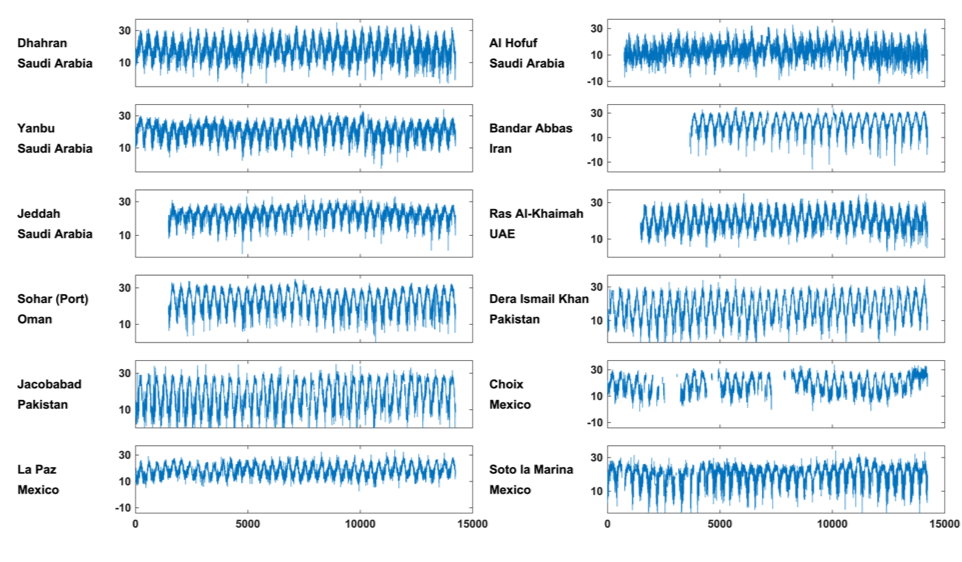 Dhahran
Saudi Arabia
30
10
Al Hofuf
Saudi Arabia
30
10
-10
Yanbu
Saudi Arabia
30
10
Bandar Abbas
Iran
30
10
-10
Jeddah
Saudi Arabia
30
10
Ras Al-Khaimah
UAE
30
10
Sohar (Port)
Oman
30
10
Dera Ismail Khan
Pakistan
30
10
Jacobabad
Pakistan
30
10
Choix
Mexico
30
10
-10
La Paz
Mexico
30
10
-10
0 5000 10000 15000
Soto la Marina
Mexico
30
10
0 5000 10000 15000